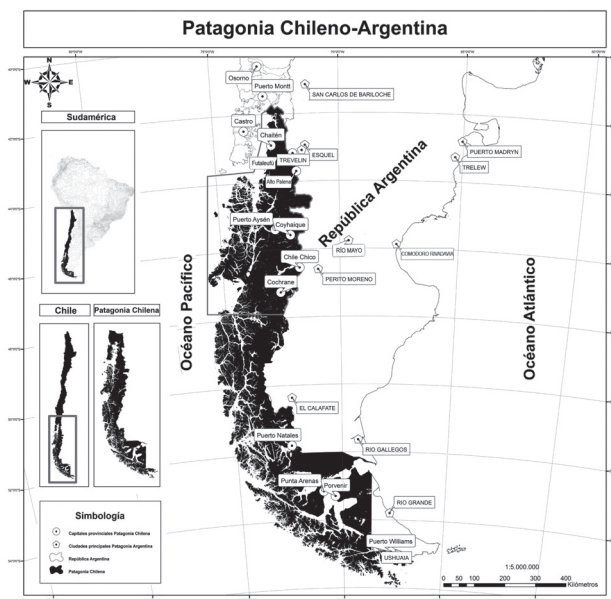 Patagonia Chileno-Argentina
N
W E
S
Sudamérica
Chile
Patagonia Chilena
Osorno
Puerto Montt
SAN CARLOS DE BARILOCHE
Castro
Chaitén
ESQUEL
TREVELIN
Futaleufú
Alto Palena
PUERTO MADRYN
TRELEW
República Argentina
Puerto Aysén
Coyhaique
RÍO MAYO
COMODORO RIVADAVIA
Chile Chico
PERITO MORENO
Cochrane
Océano Pacífico
Océano Atlántico
EL CALAFATE
Puerto Natales
RIO GALLEGOS
Punta Arenas
Porvenir
RIO GRANDE
Puerto Williams
USHUAIA
Simbología
Capitales provinciales Patagonia Chilena
Ciudades principales Patagonia Argentina
República Argentina
Patagonia Chilena
1:5.000.000
0 50 100 200 300 400
Kilómetros